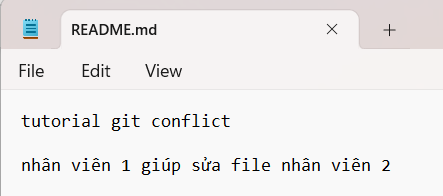 README.md
File Edit View
tutorial git conflict
nhân viên 1 giúp sửa file nhân viên 2